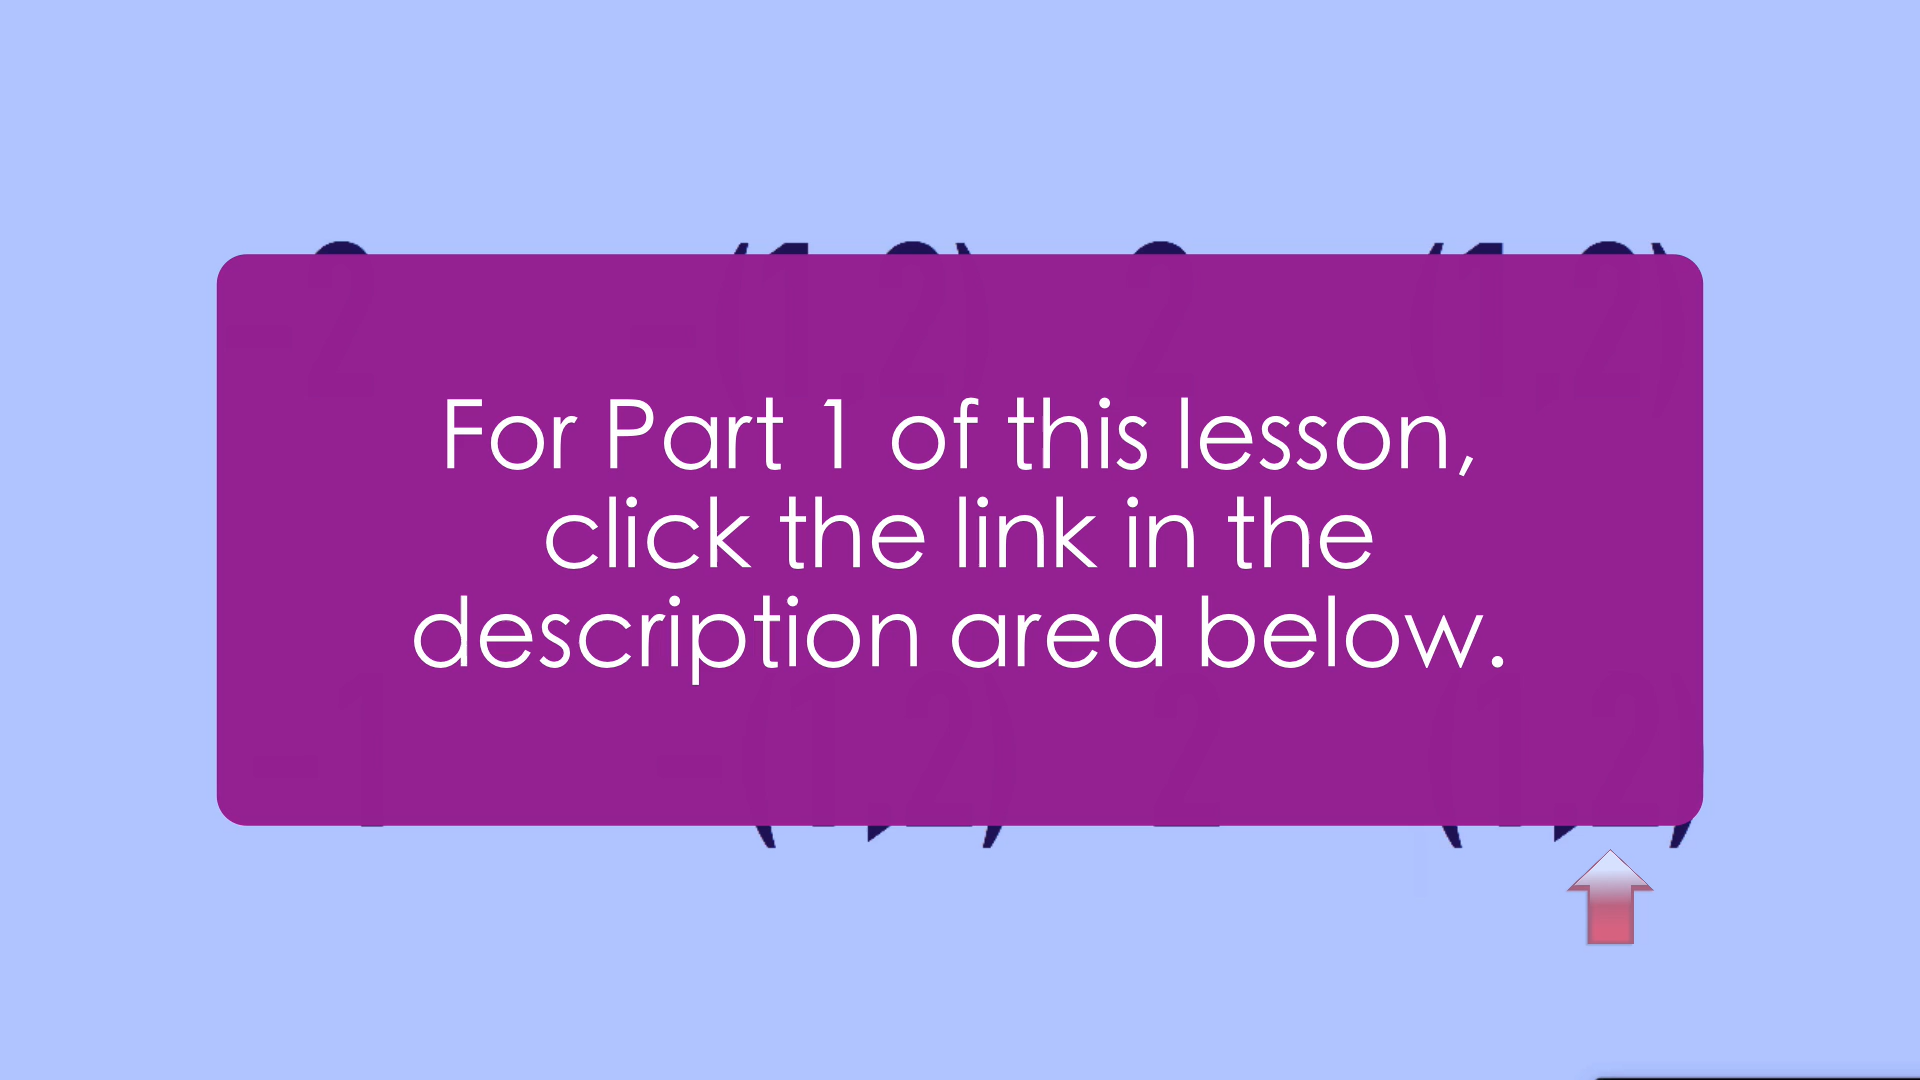 For Part 1 of this lesson,
click the link in the
description area below.